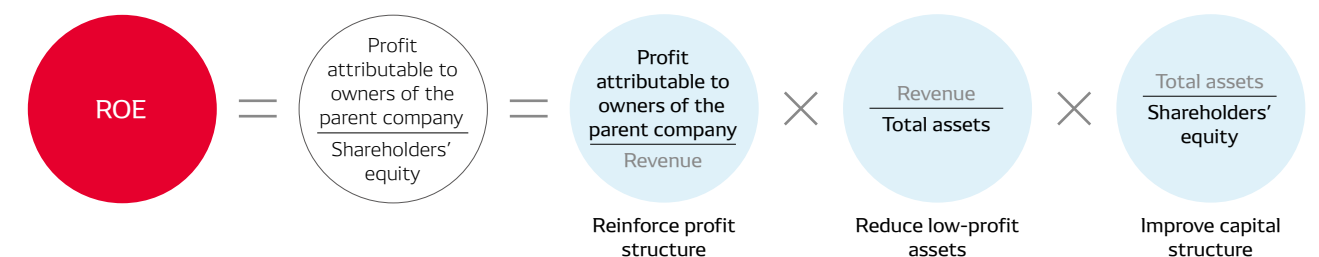 ROE
=
Profit
attributable to
owners of the
parent company
Shareholders'
equity
=
Profit
attributable to
owners of the
parent company
Revenue
×
Revenue
Total assets
×
Total assets
Shareholders'
equity
Reinforce profit
structure
Reduce low-profit
assets
Improve capital
structure